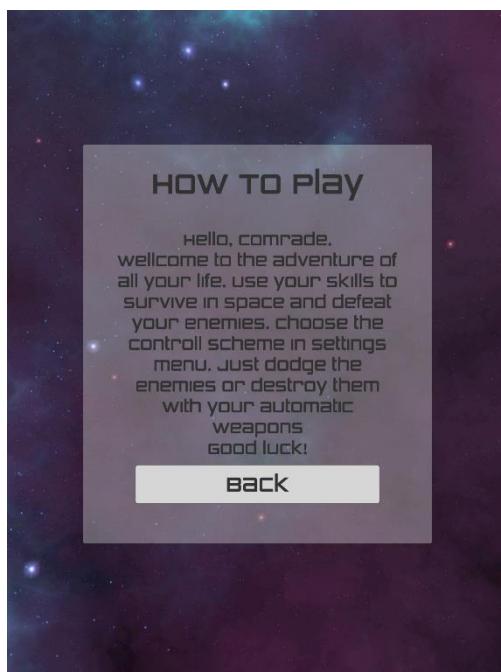 How to Play
Hello, comrade.
wellcome to the adventure of
all your life. use your skills to
survive in space and defeat
your enemies. choose the
controll scheme in settings
menu. Just dodge the
enemies or destroy them
with your automatic
weapons
Good luck!
Back